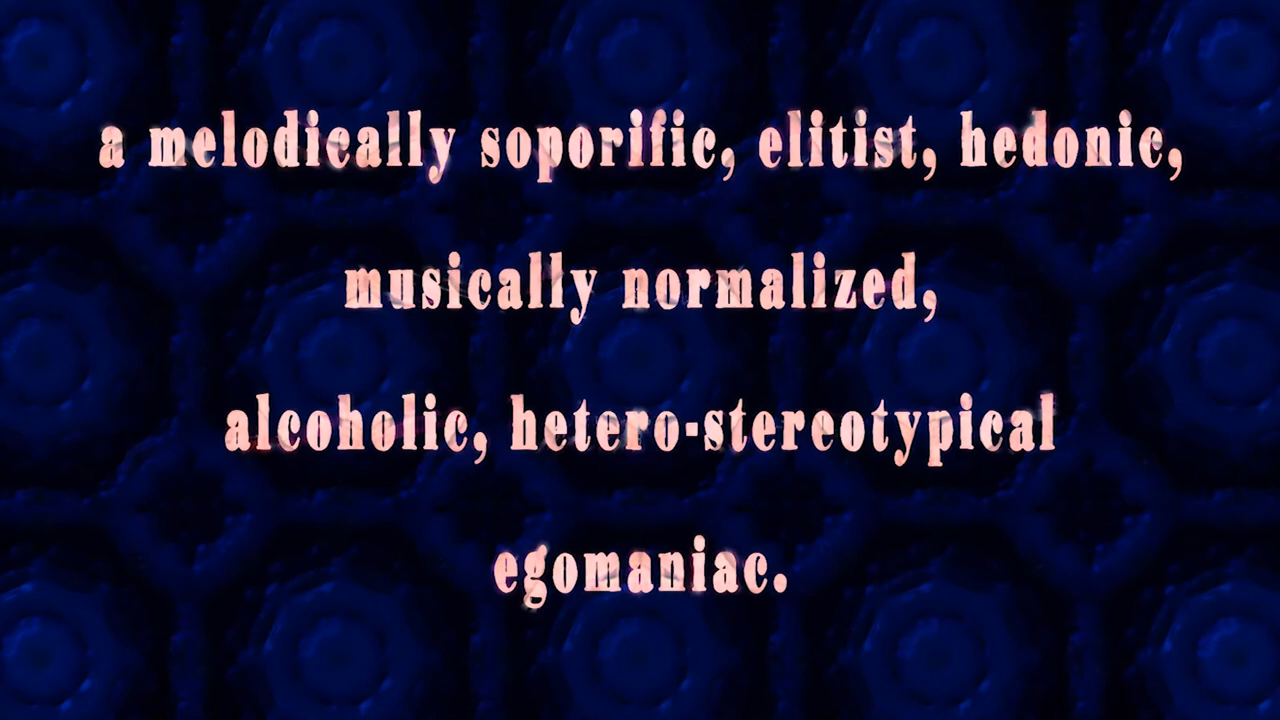 a melodically soporific, elitist, hedonic,
musically normalized,
alcoholic, hetero-stereotypical
egomaniac.